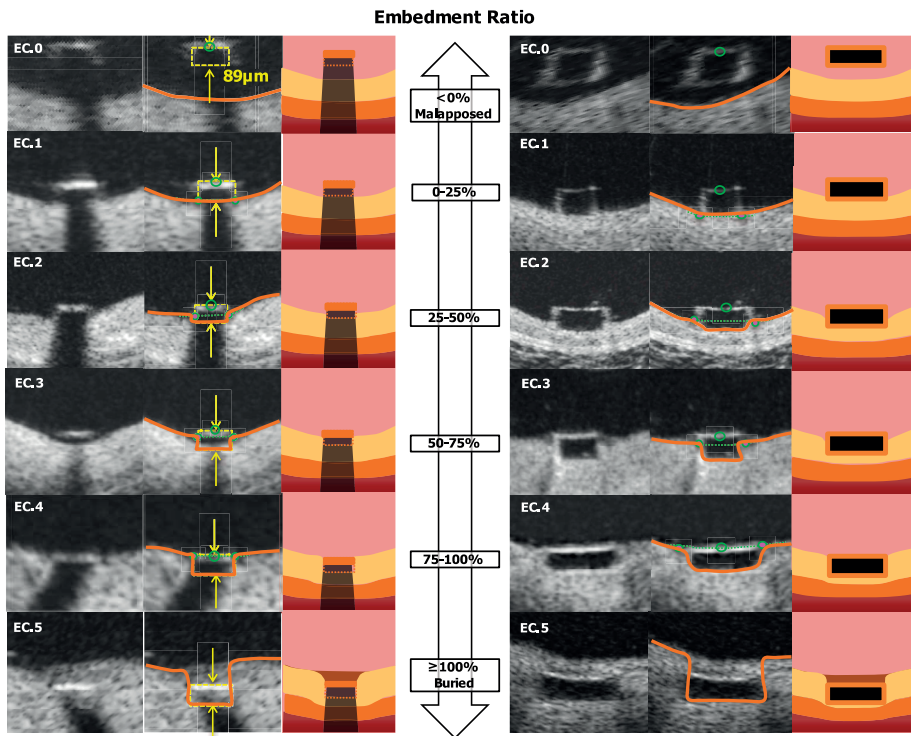 Embedment Ratio
EC.0
89µm
<0%
Malapposed
EC.0
EC.1
0-25%
EC.1
EC.2
25-50%
EC.2
EC.3
50-75%
EC.3
EC.4
75-100%
EC.4
EC.5
≥100%
Buried
EC.5